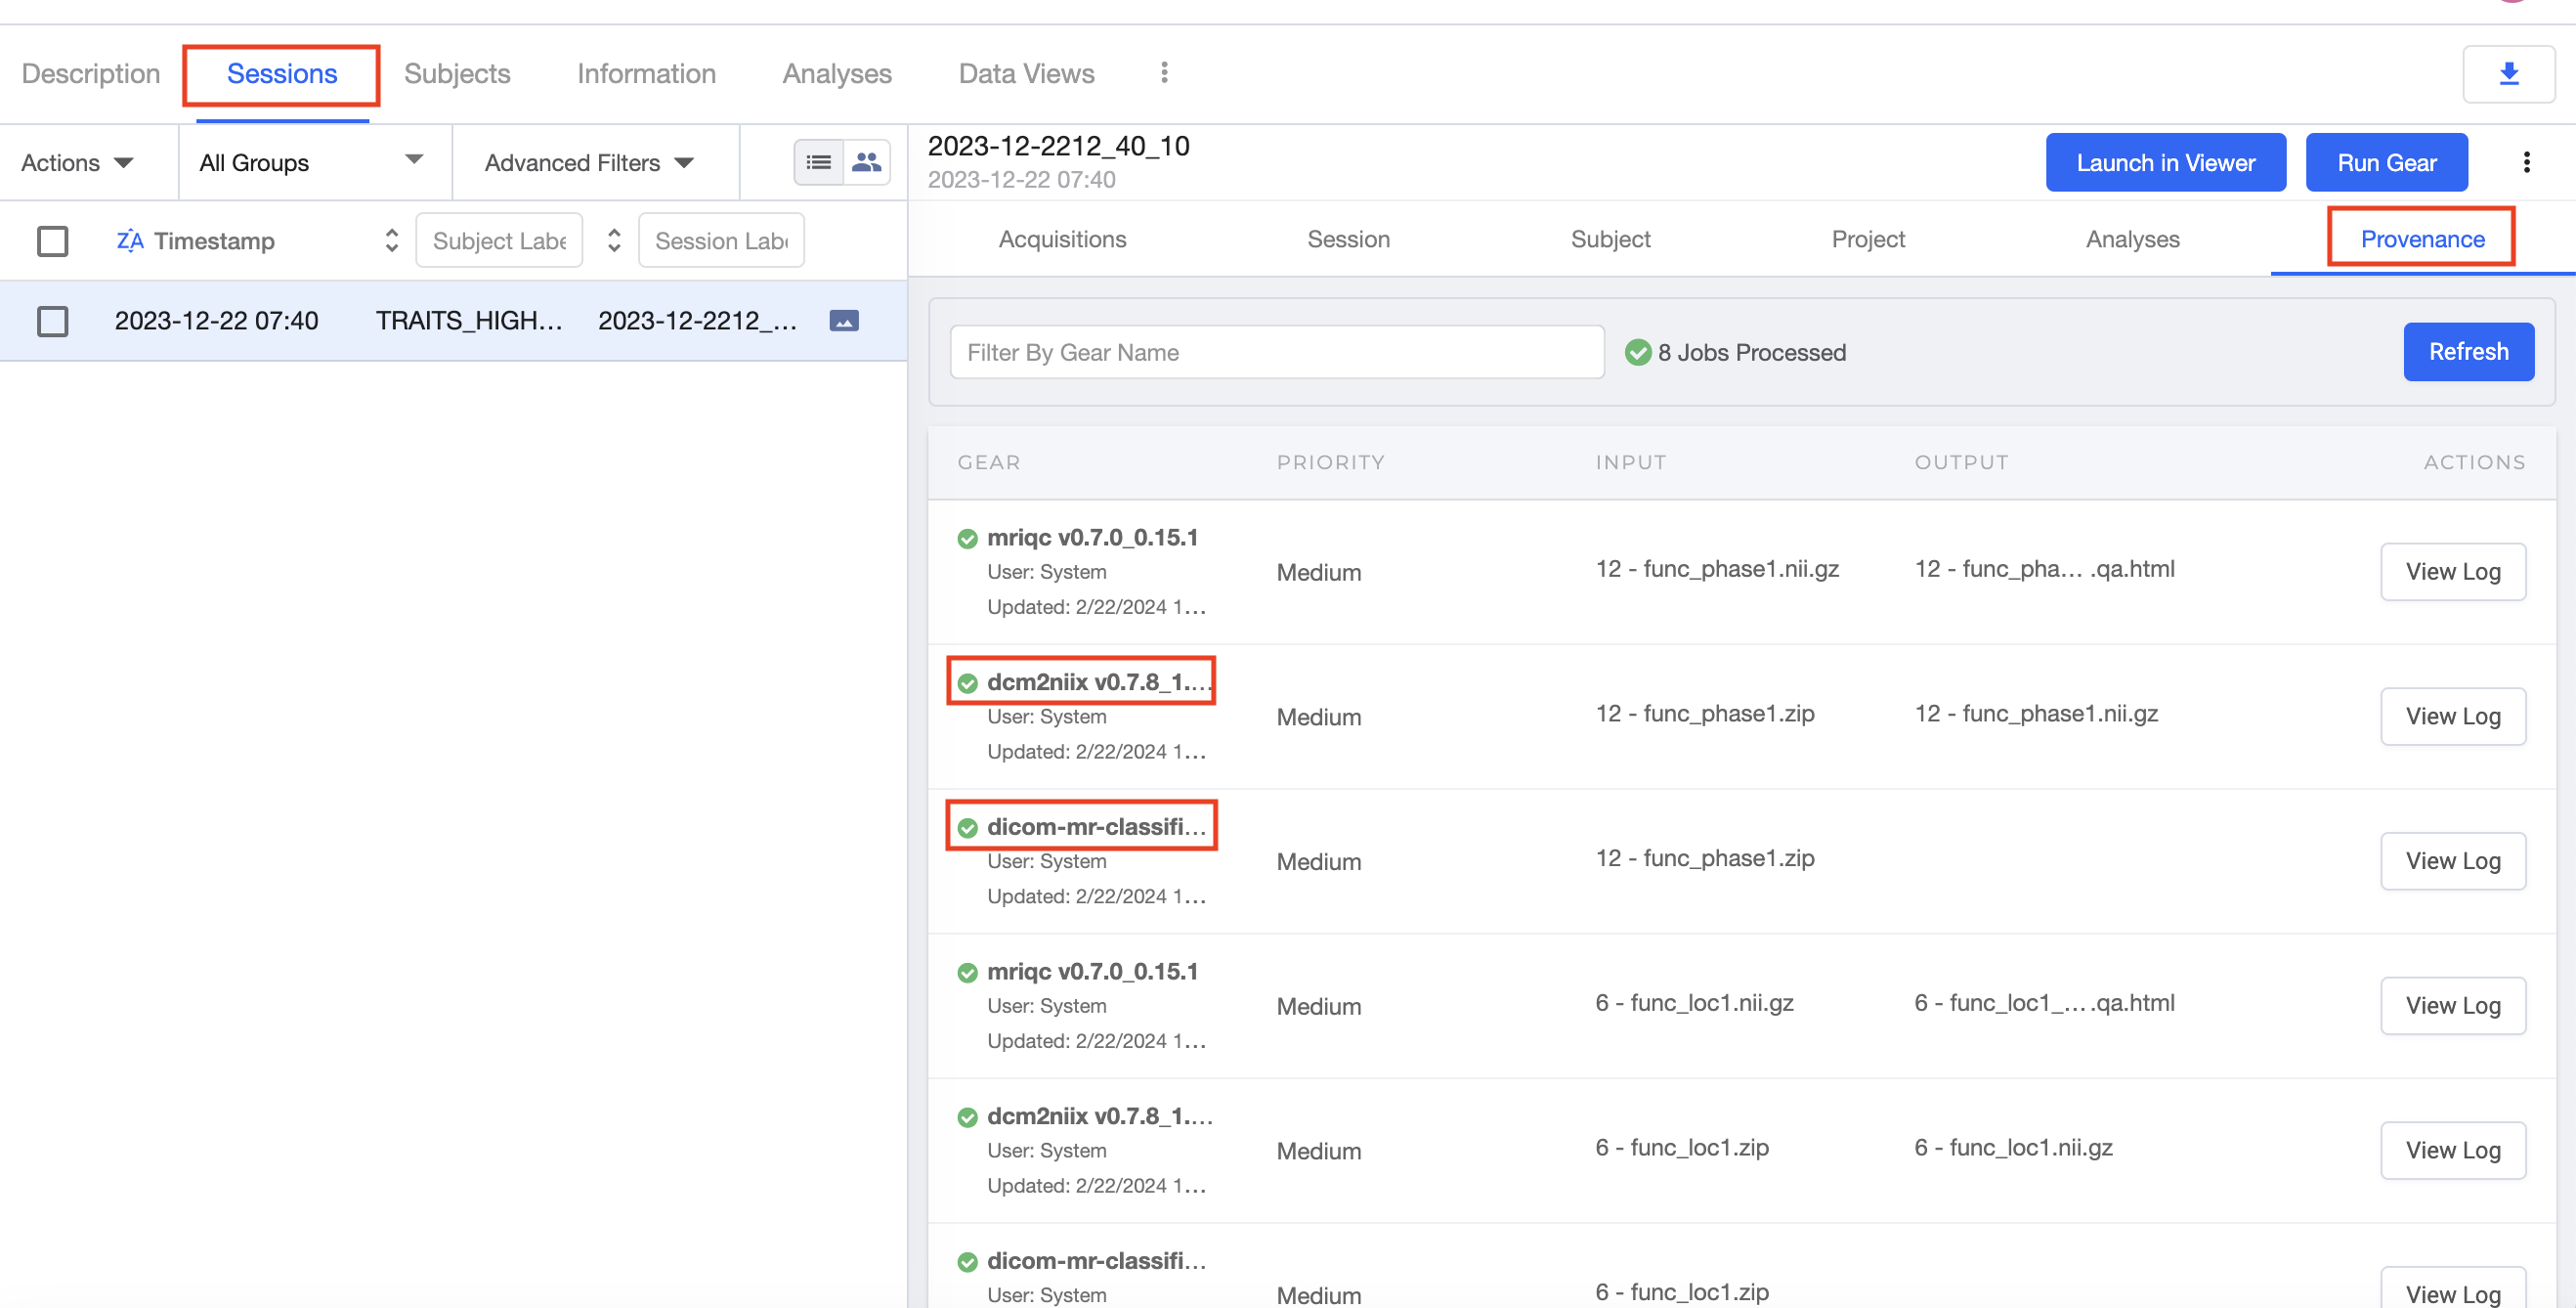 Description Sessions Subjects Information Analyses Data Views
Actions All Groups Advanced Filters
2023-12-2212_40_10
2023-12-22 07:40
Launch in Viewer Run Gear
Timestamp Subject Labe Session Labe
2023-12-22 07:40 TRAITS_HIGH... 2023-12-2212_...
Acquisitions Session Subject Project Analyses Provenance
Filter By Gear Name 8 Jobs Processed Refresh
GEAR PRIORITY INPUT OUTPUT ACTIONS
mriqc v0.7.0_0.15.1
User: System
Updated: 2/22/2024 1...
Medium 12 - func_phase1.nii.gz 12 - func_pha... .qa.html View Log
dcm2niix v0.7.8_1....
User: System
Updated: 2/22/2024 1...
Medium 12 - func_phase1.zip 12 - func_phase1.nii.gz View Log
dicom-mr-classifi...
User: System
Updated: 2/22/2024 1...
Medium 12 - func_phase1.zip View Log
mriqc v0.7.0_0.15.1
User: System
Updated: 2/22/2024 1...
Medium 6 - func_loc1.nii.gz 6 - func_loc1_... .qa.html View Log
dcm2niix v0.7.8_1....
User: System
Updated: 2/22/2024 1...
Medium 6 - func_loc1.zip 6 - func_loc1.nii.gz View Log
dicom-mr-classifi...
User: System
Medium 6 - func_loc1.zip View Log